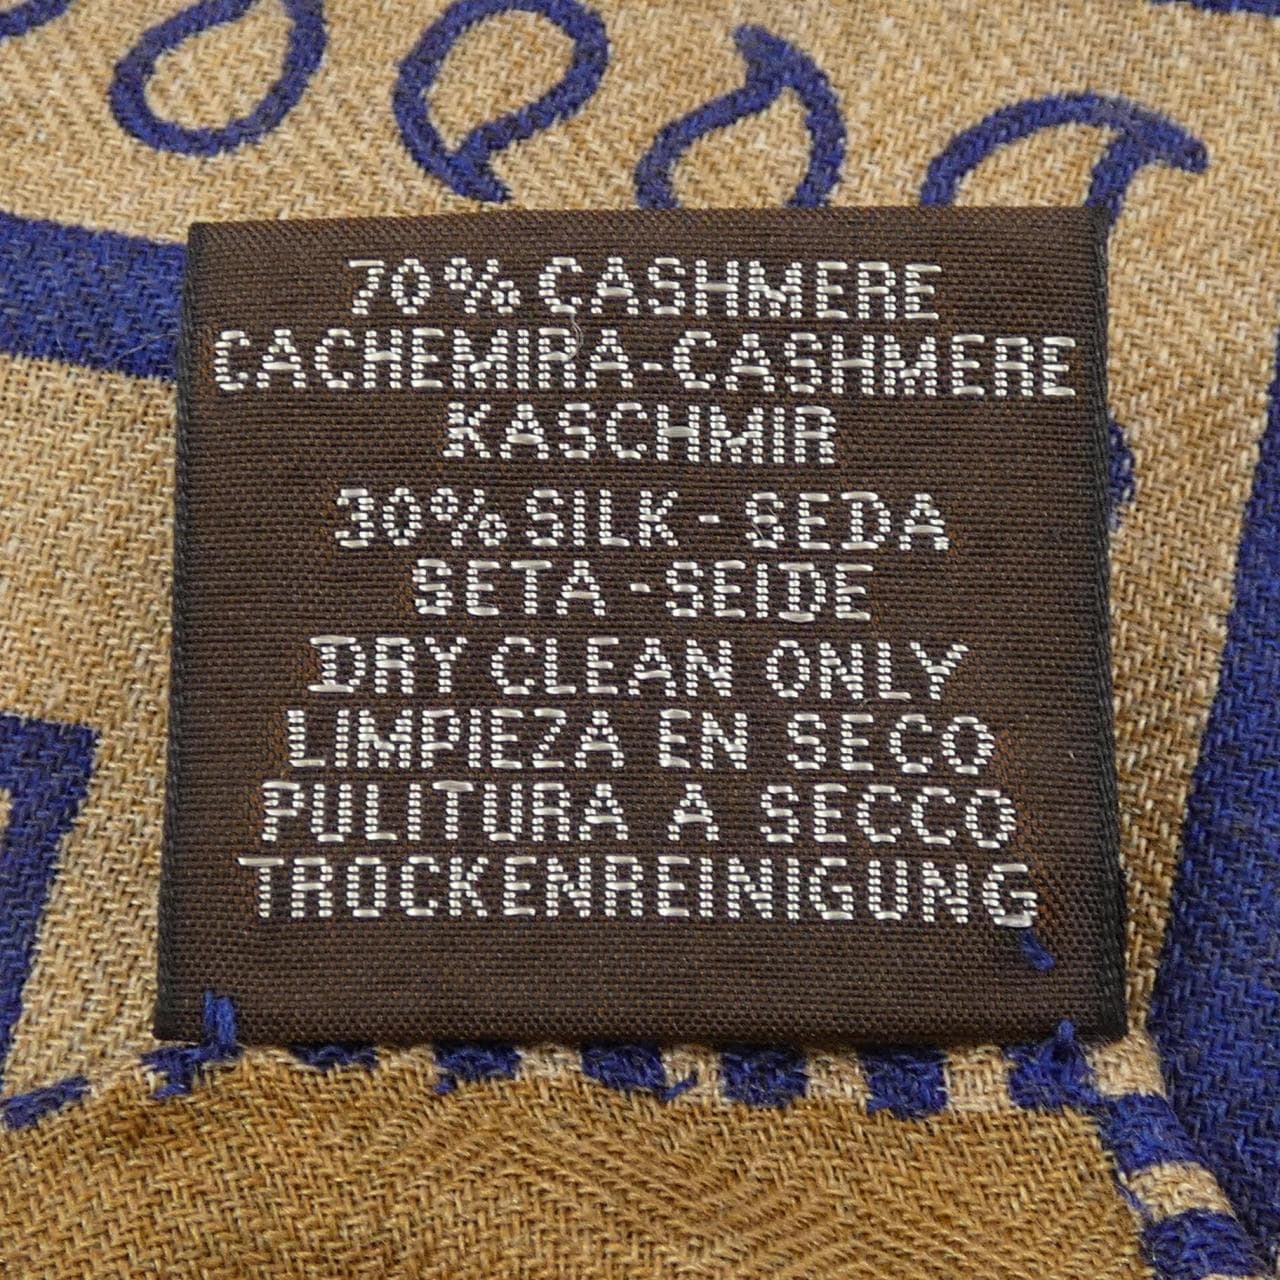 70% CASHMERE
CACHEMIRA-CASHMERE
KASCHMIR
30% SILK - SEDA
SETA - SEIDE
DRY CLEAN ONLY
LIMPIEZA EN SECO
PULITURA A SECCO
TROCKENREINIGUNG